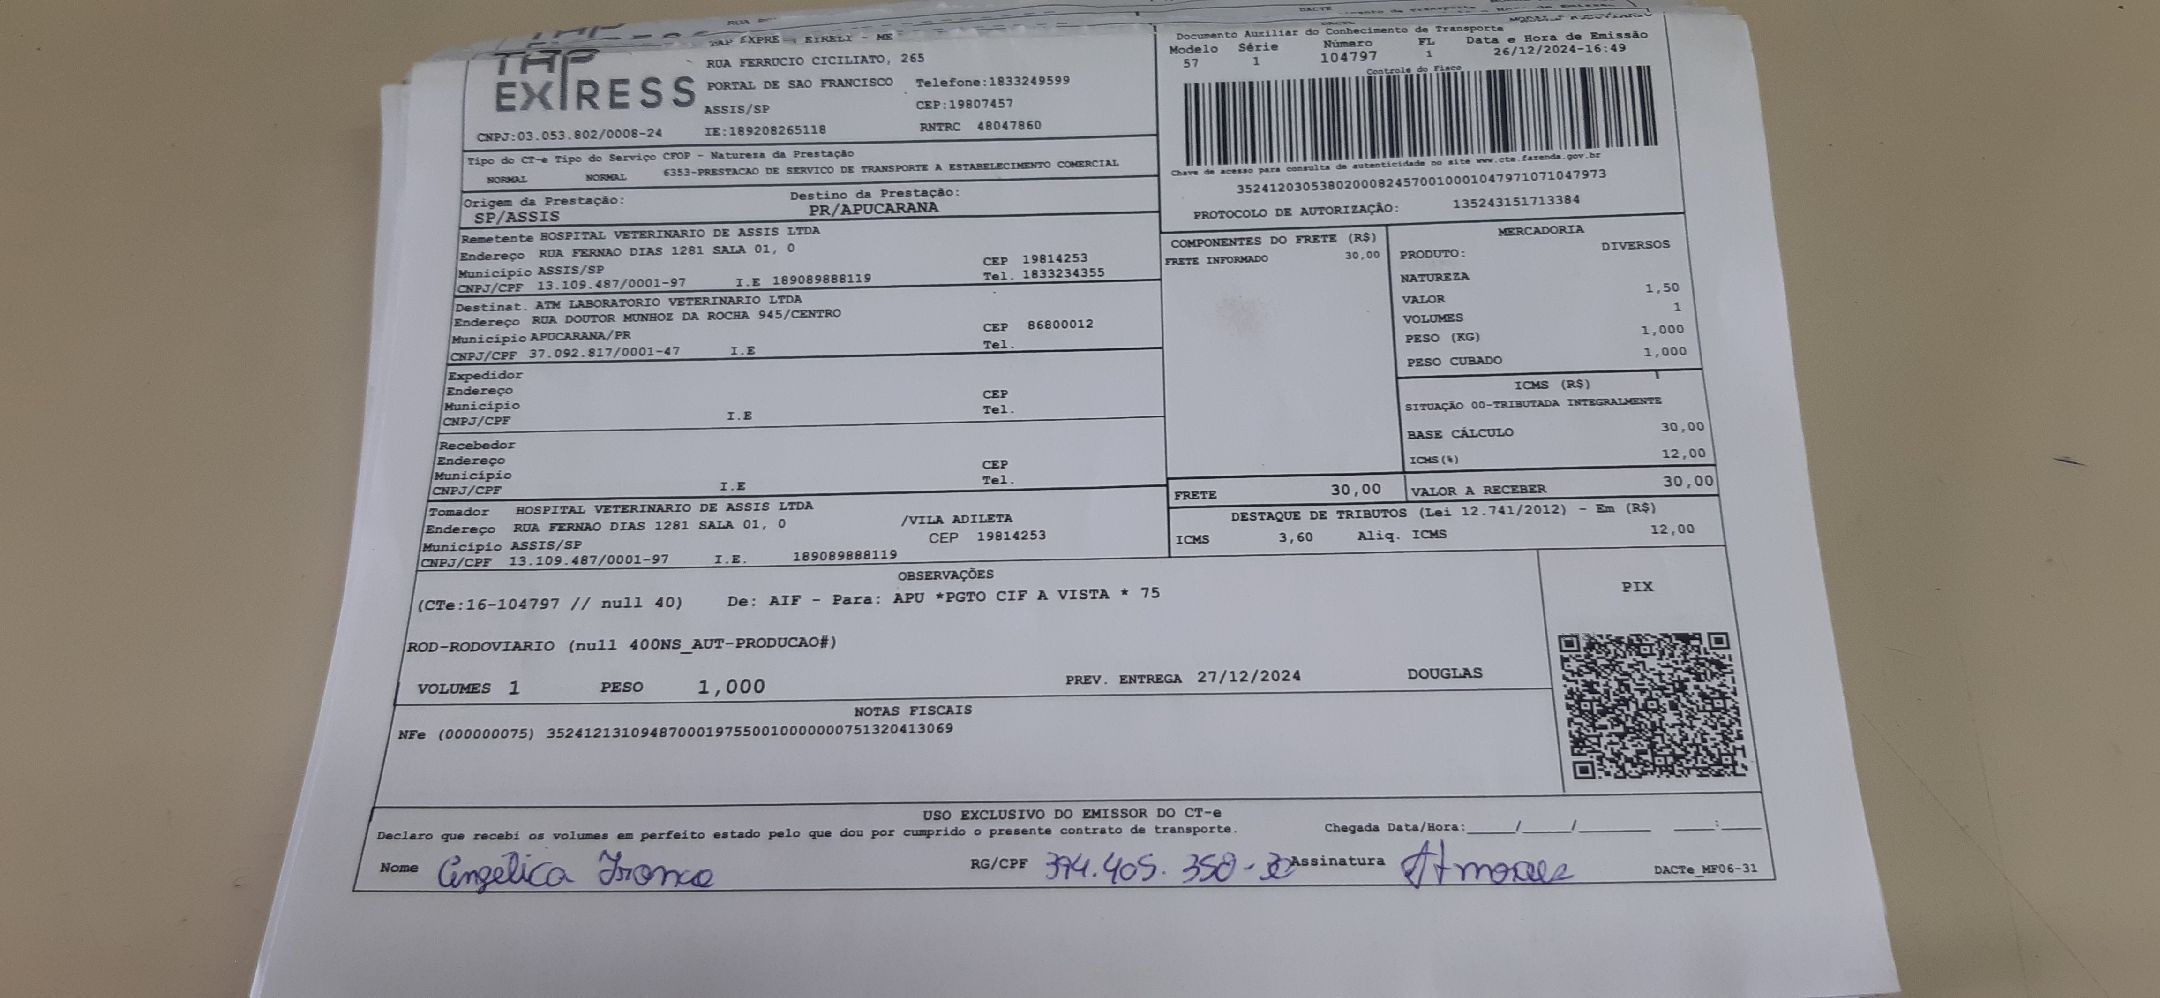 TAP EXPRESS
TAP EXPRE EIRELI - ME
RUA FERRUCIO CICILIATO, 265
PORTAL DE SAO FRANCISCO Telefone:1833249599
ASSIS/SP CEP:19807457
CNPJ:03.053.802/0008-24 IE:189208265118 RNTRC 48047860
Documento Auxiliar do Conhecimento de Transporte
Modelo Série Número FL Data e Hora de Emissão
57 1 104797 1 26/12/2024-16:49
Controle do Fisco
Chave de acesso para consulta de autenticidade no site www.cte.fazenda.gov.br
35241203053802000824570010001047971071047973
PROTOCOLO DE AUTORIZAÇÃO: 135243151713384
Tipo do CT-e Tipo do Serviço CFOP - Natureza da Prestação
NORMAL NORMAL 6353-PRESTACAO DE SERVICO DE TRANSPORTE A ESTABELECIMENTO COMERCIAL
Origem da Prestação: Destino da Prestação:
SP/ASSIS PR/APUCARANA
Remetente HOSPITAL VETERINARIO DE ASSIS LTDA
Endereço RUA FERNAO DIAS 1281 SALA 01, 0
Município ASSIS/SP CEP 19814253
CNPJ/CPF 13.109.487/0001-97 I.E 189089888119 Tel. 1833234355
Destinat. ATM LABORATORIO VETERINARIO LTDA
Endereço RUA DOUTOR MUNHOZ DA ROCHA 945/CENTRO
Município APUCARANA/PR CEP 86800012
CNPJ/CPF 37.092.817/0001-47 I.E Tel.
Expedidor
Endereço
Município CEP
CNPJ/CPF I.E Tel.
Recebedor
Endereço
Município CEP
CNPJ/CPF I.E Tel.
Tomador HOSPITAL VETERINARIO DE ASSIS LTDA
Endereço RUA FERNAO DIAS 1281 SALA 01, 0 /VILA ADILETA
Município ASSIS/SP CEP 19814253
CNPJ/CPF 13.109.487/0001-97 I.E. 189089888119
COMPONENTES DO FRETE (R$)
FRETE INFORMADO 30,00
FRETE 30,00
MERCADORIA
PRODUTO: DIVERSOS
NATUREZA
VALOR 1,50
VOLUMES 1
PESO (KG) 1,000
PESO CUBADO 1,000
ICMS (R$)
SITUAÇÃO 00-TRIBUTADA INTEGRALMENTE
BASE CÁLCULO 30,00
ICMS(%) 12,00
VALOR A RECEBER 30,00
DESTAQUE DE TRIBUTOS (Lei 12.741/2012) - Em (R$)
ICMS 3,60 Aliq. ICMS 12,00
OBSERVAÇÕES
(CTe:16-104797 // null 40) De: AIF - Para: APU *PGTO CIF A VISTA * 75
ROD-RODOVIARIO (null 400NS_AUT-PRODUCAO#)
VOLUMES 1 PESO 1,000 PREV. ENTREGA 27/12/2024 DOUGLAS
PIX
NOTAS FISCAIS
NFe (000000075) 35241213109487000197550010000000751320413069
USO EXCLUSIVO DO EMISSOR DO CT-e
Declaro que recebi os volumes em perfeito estado pelo que dou por cumprido o presente contrato de transporte. Chegada Data/Hora:_____/_____/_______ ____:____
Nome Angélica RG/CPF Assinatura
DACTe_MF06-31